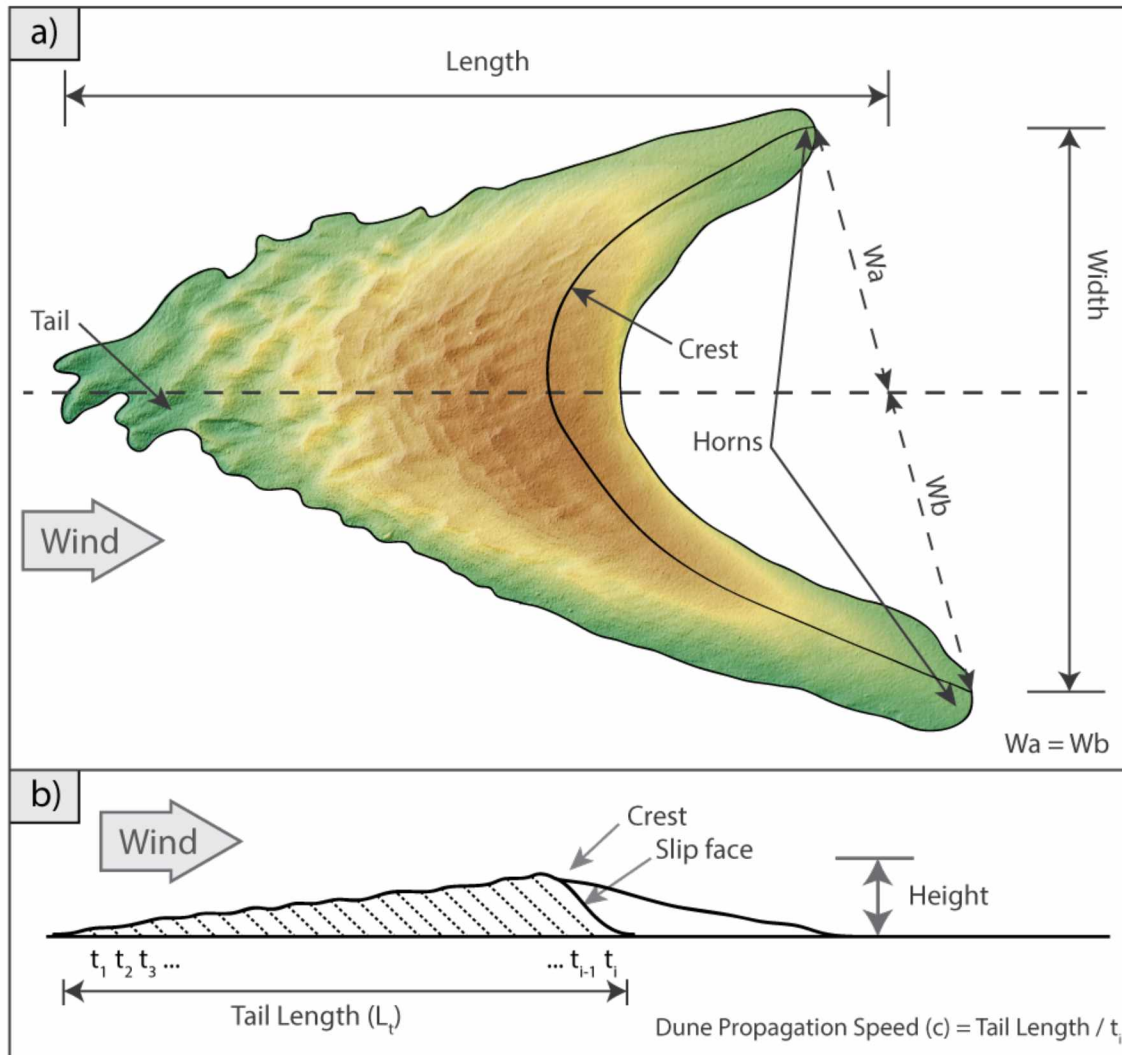 a)
Length
Wa
Width
Tail
Crest
Horns
Wb
Wind
Wa = Wb
b)
Wind
Crest
Slip face
Height
t₁ t₂ t₃ ... ... tᵢ₋₁ tᵢ
Tail Length (Lₜ)
Dune Propagation Speed (c) = Tail Length / tᵢ